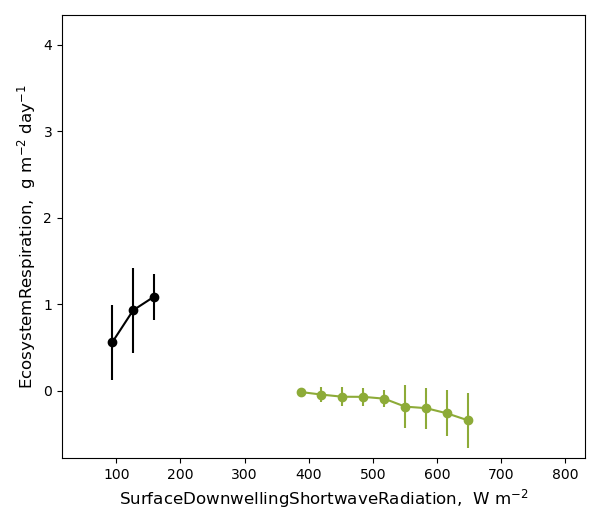 4
3
2
1
0
EcosystemRespiration, g m⁻² day⁻¹
100 200 300 400 500 600 700 800
SurfaceDownwellingShortwaveRadiation, W m⁻²